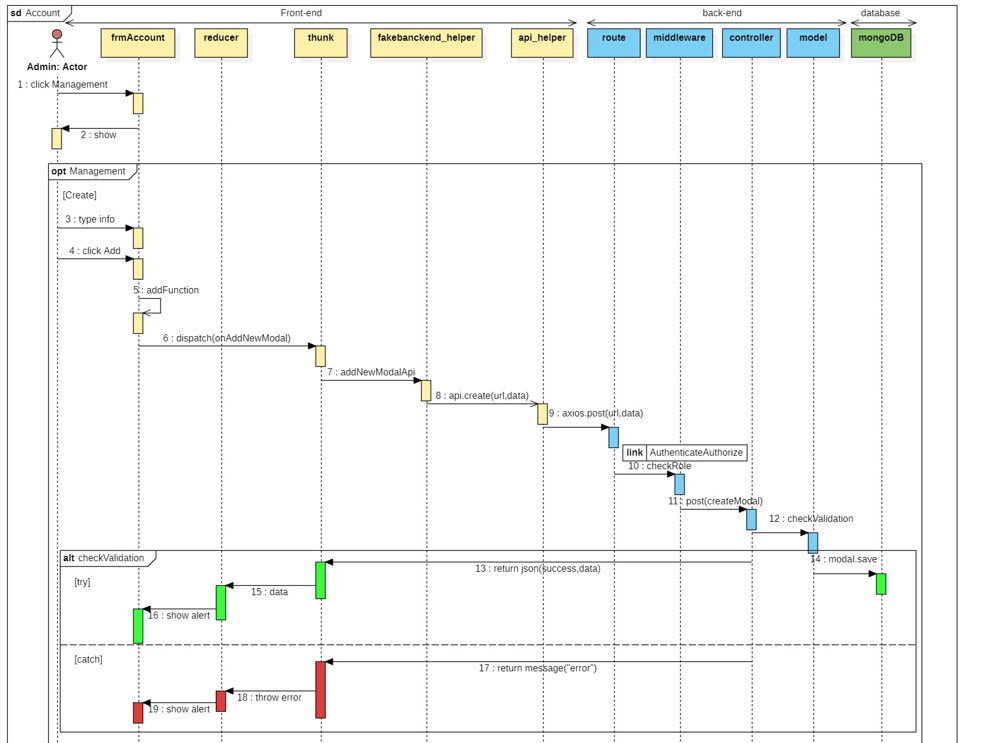 sd Account
Front-end
back-end
database
frmAccount
reducer
thunk
fakebanckend_helper
api_helper
route
middleware
controller
model
mongoDB
Admin: Actor
1 : click Management
2 : show
opt Management
[Create]
3 : type info
4 : click Add
5 : addFunction
6 : dispatch(onAddNewModal)
7 : addNewModalApi
8 : api.create(url,data)
9 : axios.post(url,data)
link AuthenticateAuthorize
10 : checkRole
11 : post(createModal)
12 : checkValidation
alt checkValidation
14 : modal.save
13 : return json(success,data)
[try]
15 : data
16 : show alert
[catch]
17 : return message("error")
18 : throw error
19 : show alert